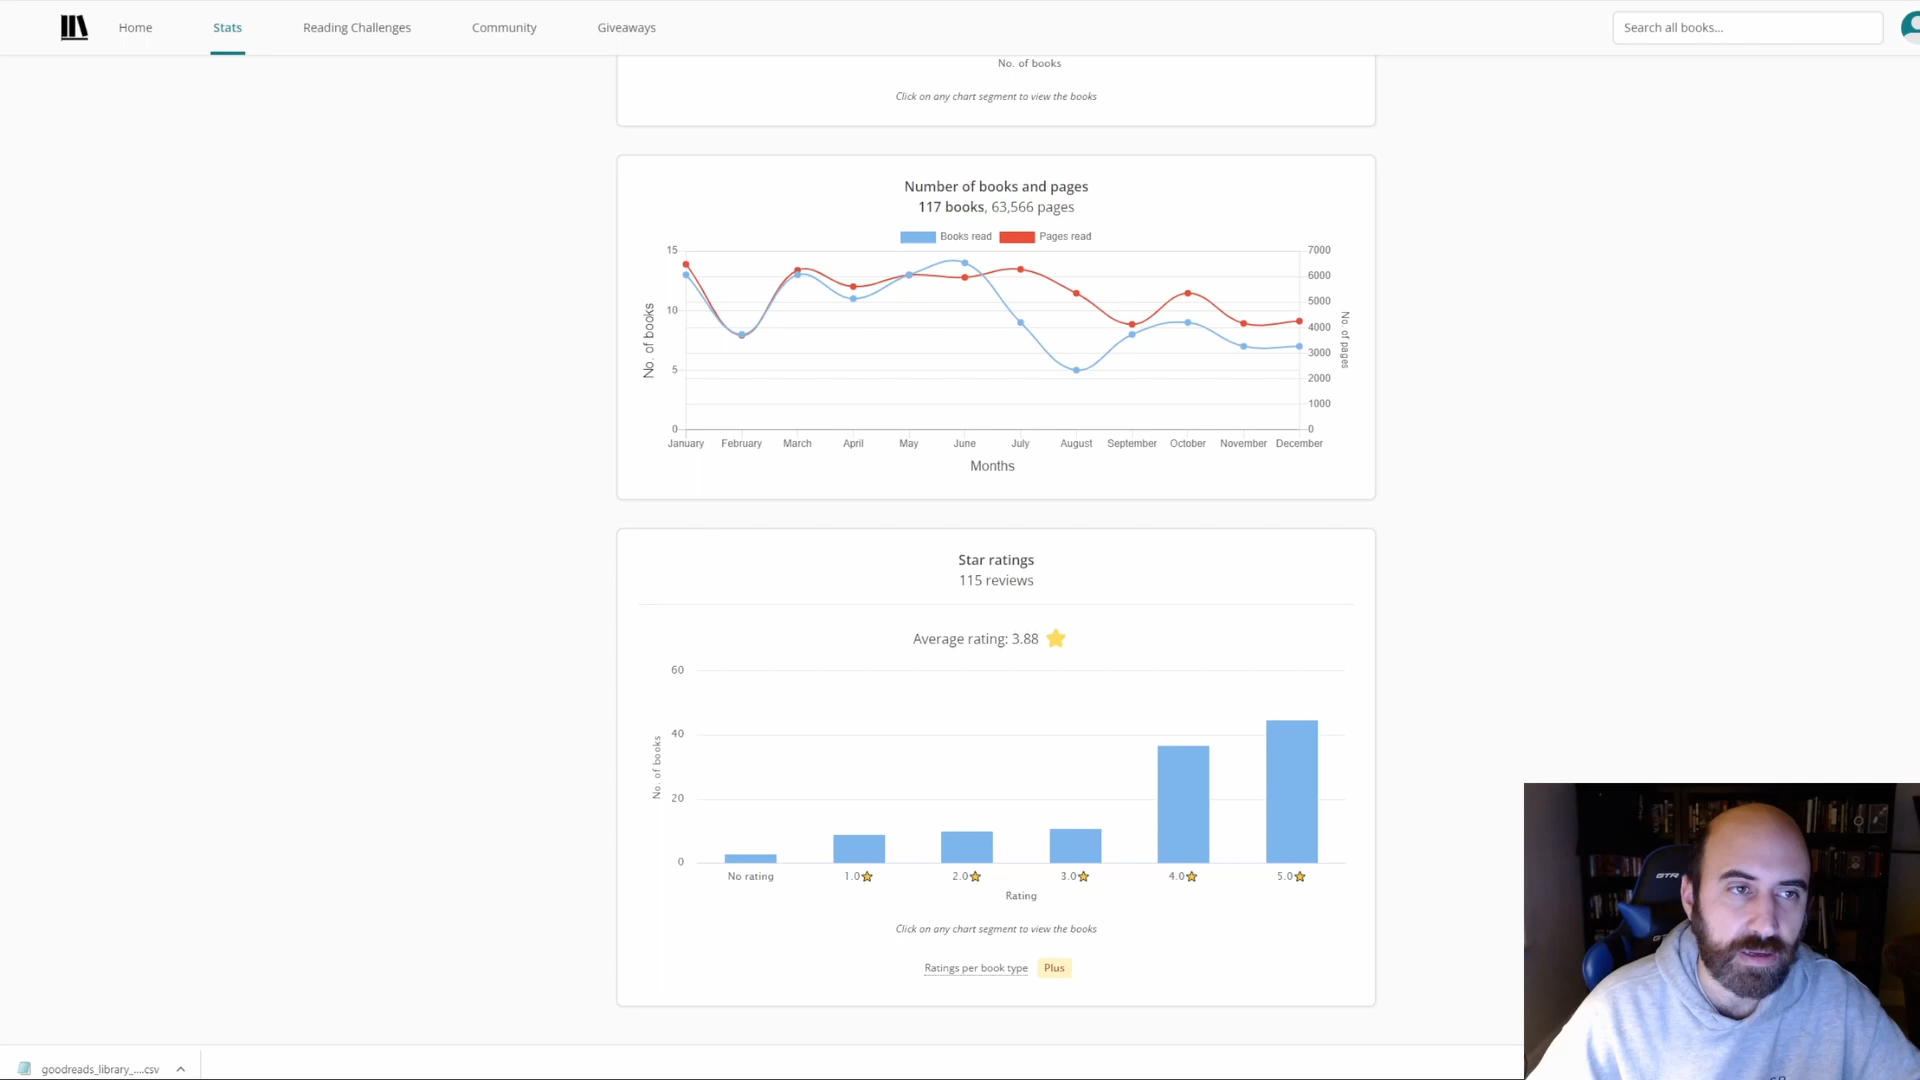 Home
Stats
Reading Challenges
Community
Giveaways
Search all books...
No. of books
Click on any chart segment to view the books
Number of books and pages
117 books, 63,566 pages
Books read
Pages read
15
10
5
0
No. of books
7000
6000
5000
4000
3000
2000
1000
0
No. of pages
January February March April May June July August September October November December
Months
Star ratings
115 reviews
Average rating: 3.88
60
40
20
0
No. of books
No rating 1.0 2.0 3.0 4.0 5.0
Rating
Click on any chart segment to view the books
Ratings per book type Plus
goodreads_library_....csv
GTR